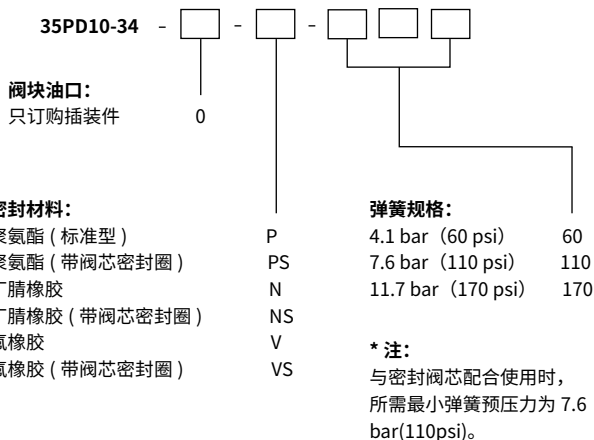 35PD10-34 – –  –
阀块油口：
只订购插装件 0
密封材料：
聚氨酯 ( 标准型 ) P
聚氨酯 ( 带阀芯密封圈 ) PS
丁腈橡胶 N
丁腈橡胶 ( 带阀芯密封圈 ) NS
氟橡胶 V
氟橡胶 ( 带阀芯密封圈 ) VS
弹簧规格：
4.1 bar（60 psi） 60
7.6 bar（110 psi） 110
11.7 bar（170 psi） 170
* 注：
与密封阀芯配合使用时，
所需最小弹簧预压力为 7.6
bar(110psi)。